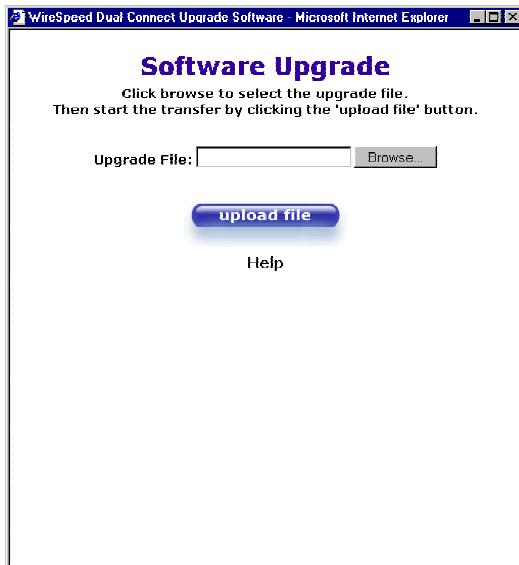 WireSpeed Dual Connect Upgrade Software - Microsoft Internet Explorer
Software Upgrade
Click browse to select the upgrade file.
Then start the transfer by clicking the 'upload file' button.
Upgrade File: Browse...
upload file
Help